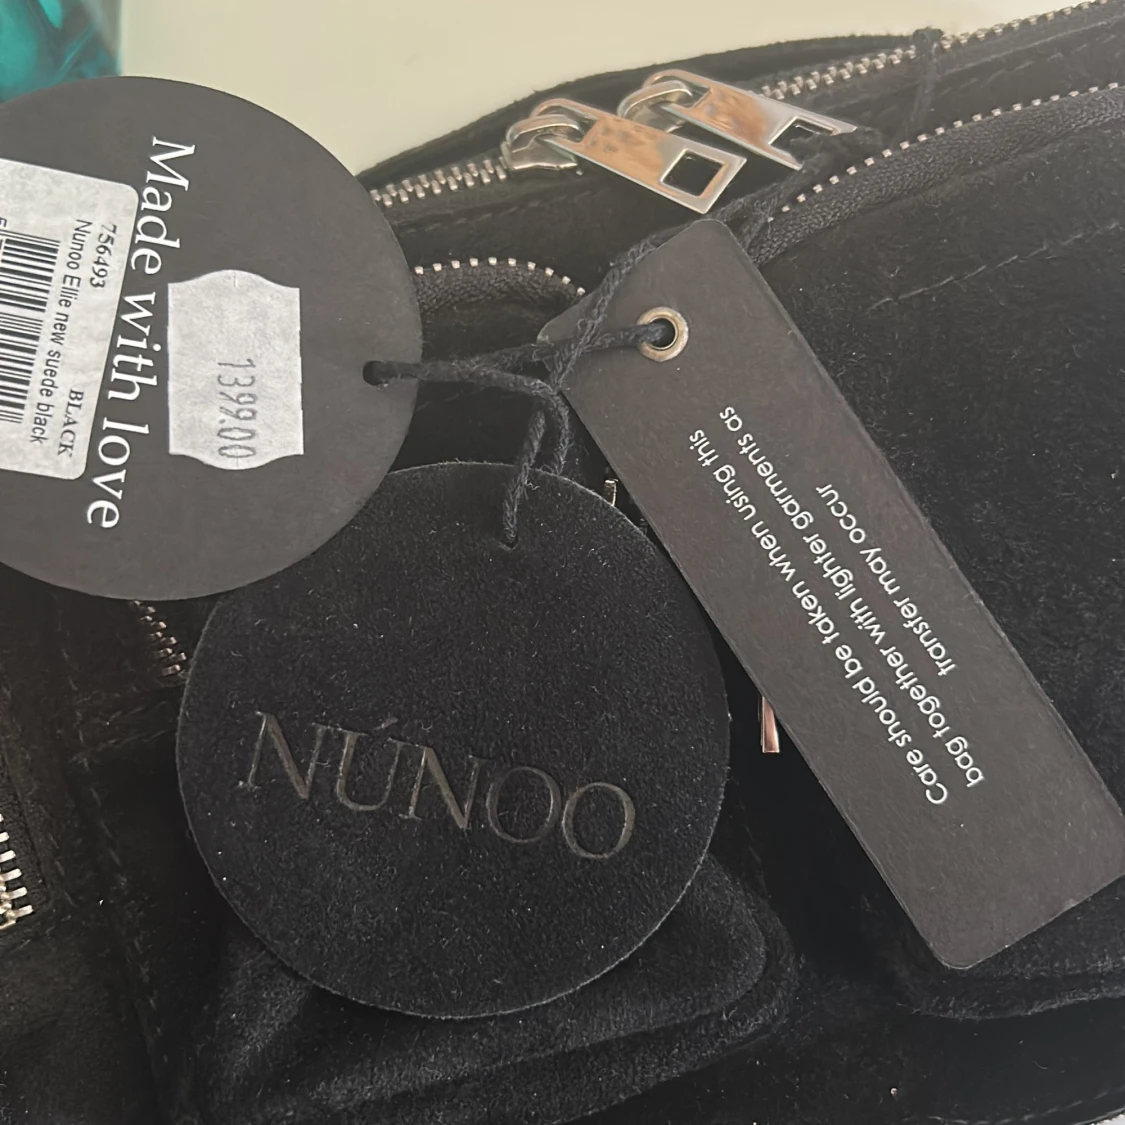 Made with love
756493
Nunoo Ellie new suede black
BLACK
1399.00
NÚNOO
Care should be taken when using this
bag together with lighter garments as
transfer may occur